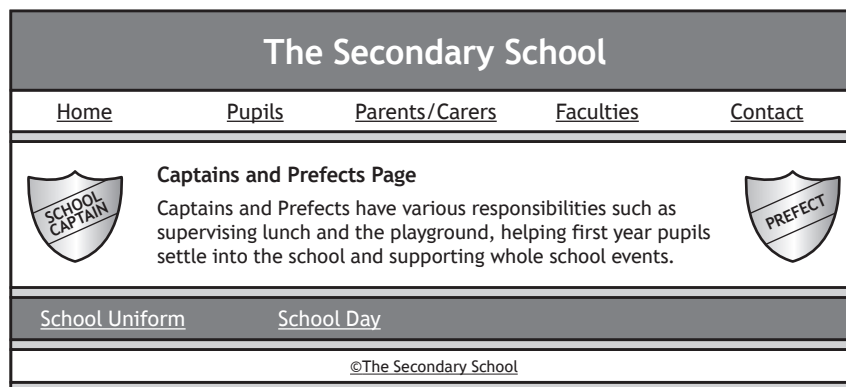 The Secondary School
Home Pupils Parents/Carers Faculties Contact
SCHOOL
CAPTAIN
Captains and Prefects Page
Captains and Prefects have various responsibilities such as
supervising lunch and the playground, helping first year pupils
settle into the school and supporting whole school events.
PREFECT
School Uniform School Day
©The Secondary School